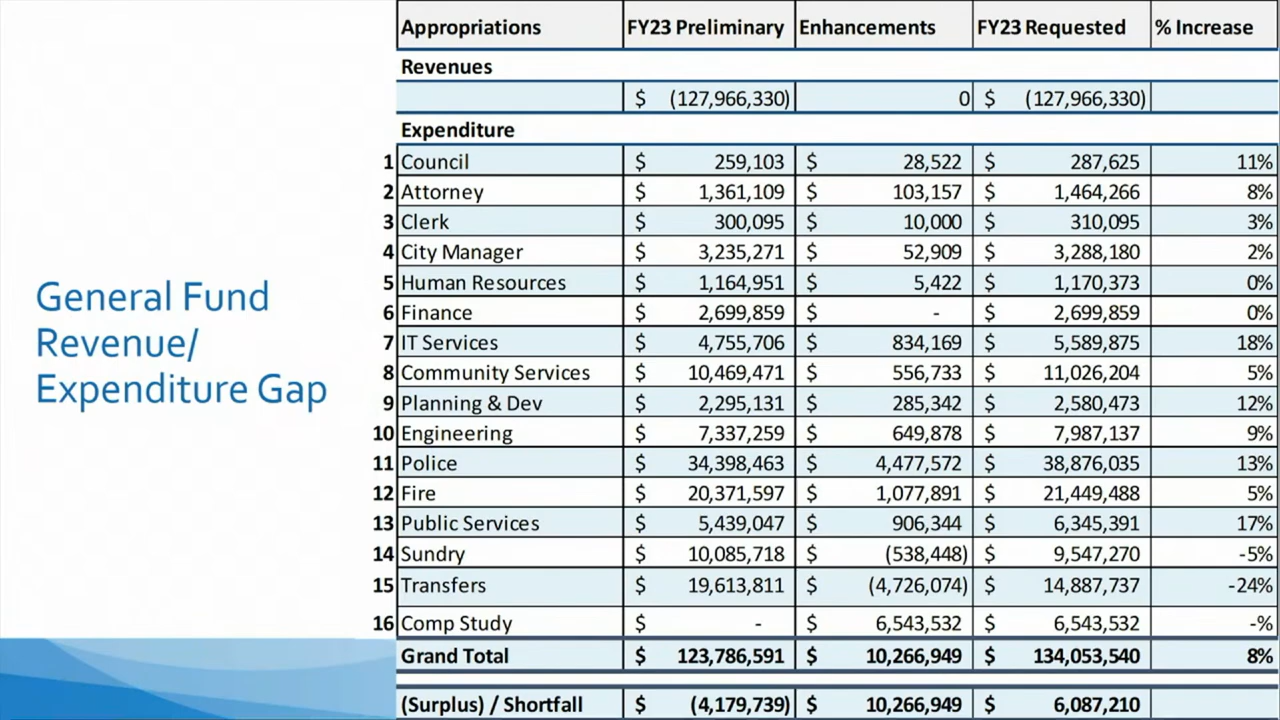 General Fund
Revenue/
Expenditure Gap
Appropriations FY23 Preliminary Enhancements FY23 Requested % Increase
Revenues
$ (127,966,330) 0 $ (127,966,330)
Expenditure
1 Council $ 259,103 $ 28,522 $ 287,625 11%
2 Attorney $ 1,361,109 $ 103,157 $ 1,464,266 8%
3 Clerk $ 300,095 $ 10,000 $ 310,095 3%
4 City Manager $ 3,235,271 $ 52,909 $ 3,288,180 2%
5 Human Resources $ 1,164,951 $ 5,422 $ 1,170,373 0%
6 Finance $ 2,699,859 $ - $ 2,699,859 0%
7 IT Services $ 4,755,706 $ 834,169 $ 5,589,875 18%
8 Community Services $ 10,469,471 $ 556,733 $ 11,026,204 5%
9 Planning & Dev $ 2,295,131 $ 285,342 $ 2,580,473 12%
10 Engineering $ 7,337,259 $ 649,878 $ 7,987,137 9%
11 Police $ 34,398,463 $ 4,477,572 $ 38,876,035 13%
12 Fire $ 20,371,597 $ 1,077,891 $ 21,449,488 5%
13 Public Services $ 5,439,047 $ 906,344 $ 6,345,391 17%
14 Sundry $ 10,085,718 $ (538,448) $ 9,547,270 -5%
15 Transfers $ 19,613,811 $ (4,726,074) $ 14,887,737 -24%
16 Comp Study $ - $ 6,543,532 $ 6,543,532 -%
Grand Total $ 123,786,591 $ 10,266,949 $ 134,053,540 8%
(Surplus) / Shortfall $ (4,179,739) $ 10,266,949 $ 6,087,210